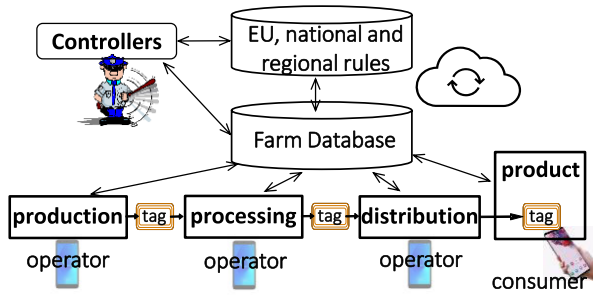 Controllers
EU, national and
regional rules
Farm Database
product
production
tag
processing
tag
distribution
tag
operator
operator
operator
consumer